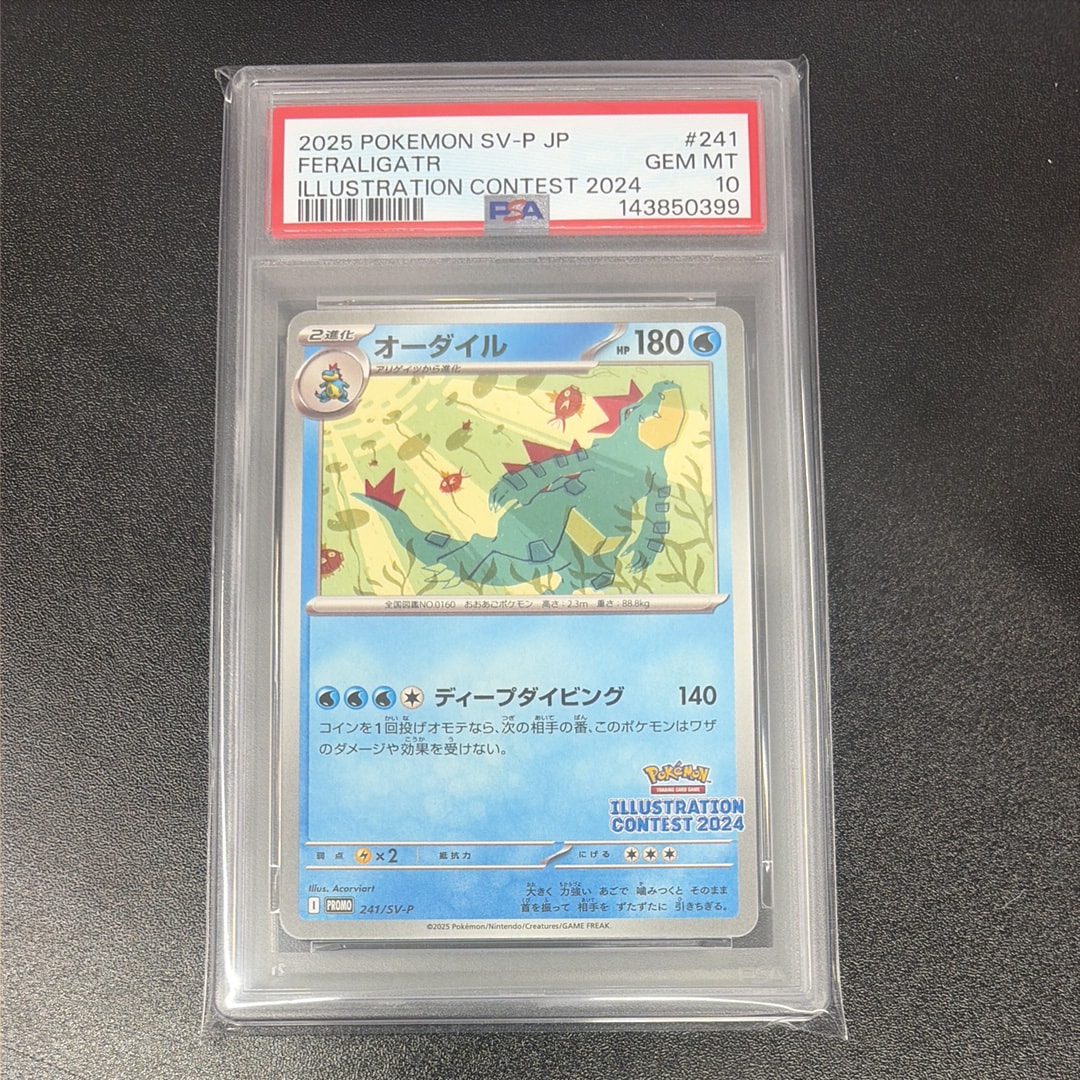 2025 POKEMON SV-P JP #241
FERALIGATR GEM MT
ILLUSTRATION CONTEST 2024 10
PSA 143850399
2進化 オーダイル HP 180
アリゲイツから進化
全国図鑑NO.0160 おおあごポケモン 高さ:2.3m 重さ:88.8kg
ディープダイビング 140
コインを1回投げオモテなら、次の相手の番、このポケモンはワザ
のダメージや効果を受けない。
POKéMON
TRADING CARD GAME
ILLUSTRATION
CONTEST 2024
弱点 ×2 抵抗力 にげる
Illus. Acorviart
大きく 力強い あごで 噛みつくと そのまま
首を振って 相手を ずたずたに 引きちぎる。
I PROMO 241/SV-P
©2025 Pokémon/Nintendo/Creatures/GAME FREAK.